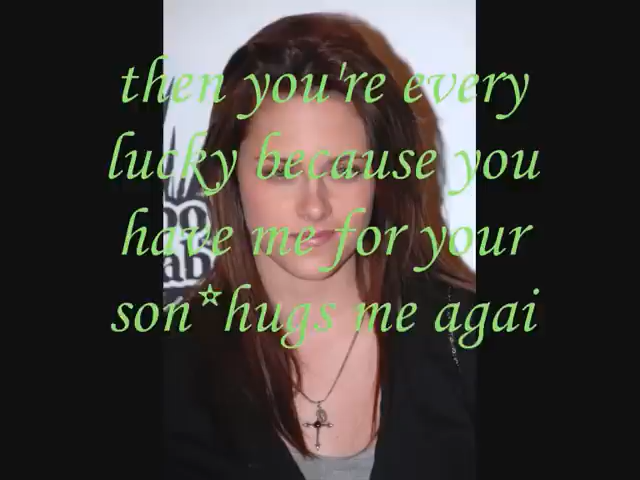 then you're every
lucky because you
have me for your
son*hugs me agai